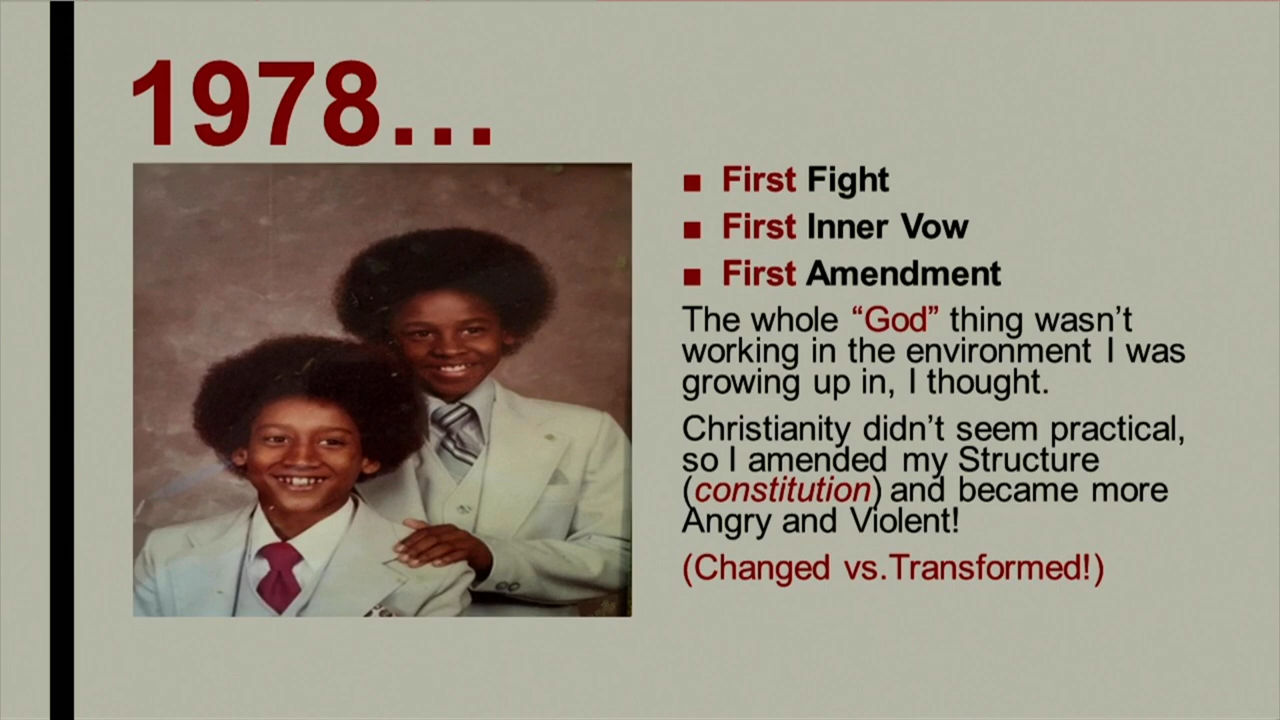 1978…
■ First Fight
■ First Inner Vow
■ First Amendment
The whole “God” thing wasn’t
working in the environment I was
growing up in, I thought.
Christianity didn’t seem practical,
so I amended my Structure
(constitution) and became more
Angry and Violent!
(Changed vs.Transformed!)